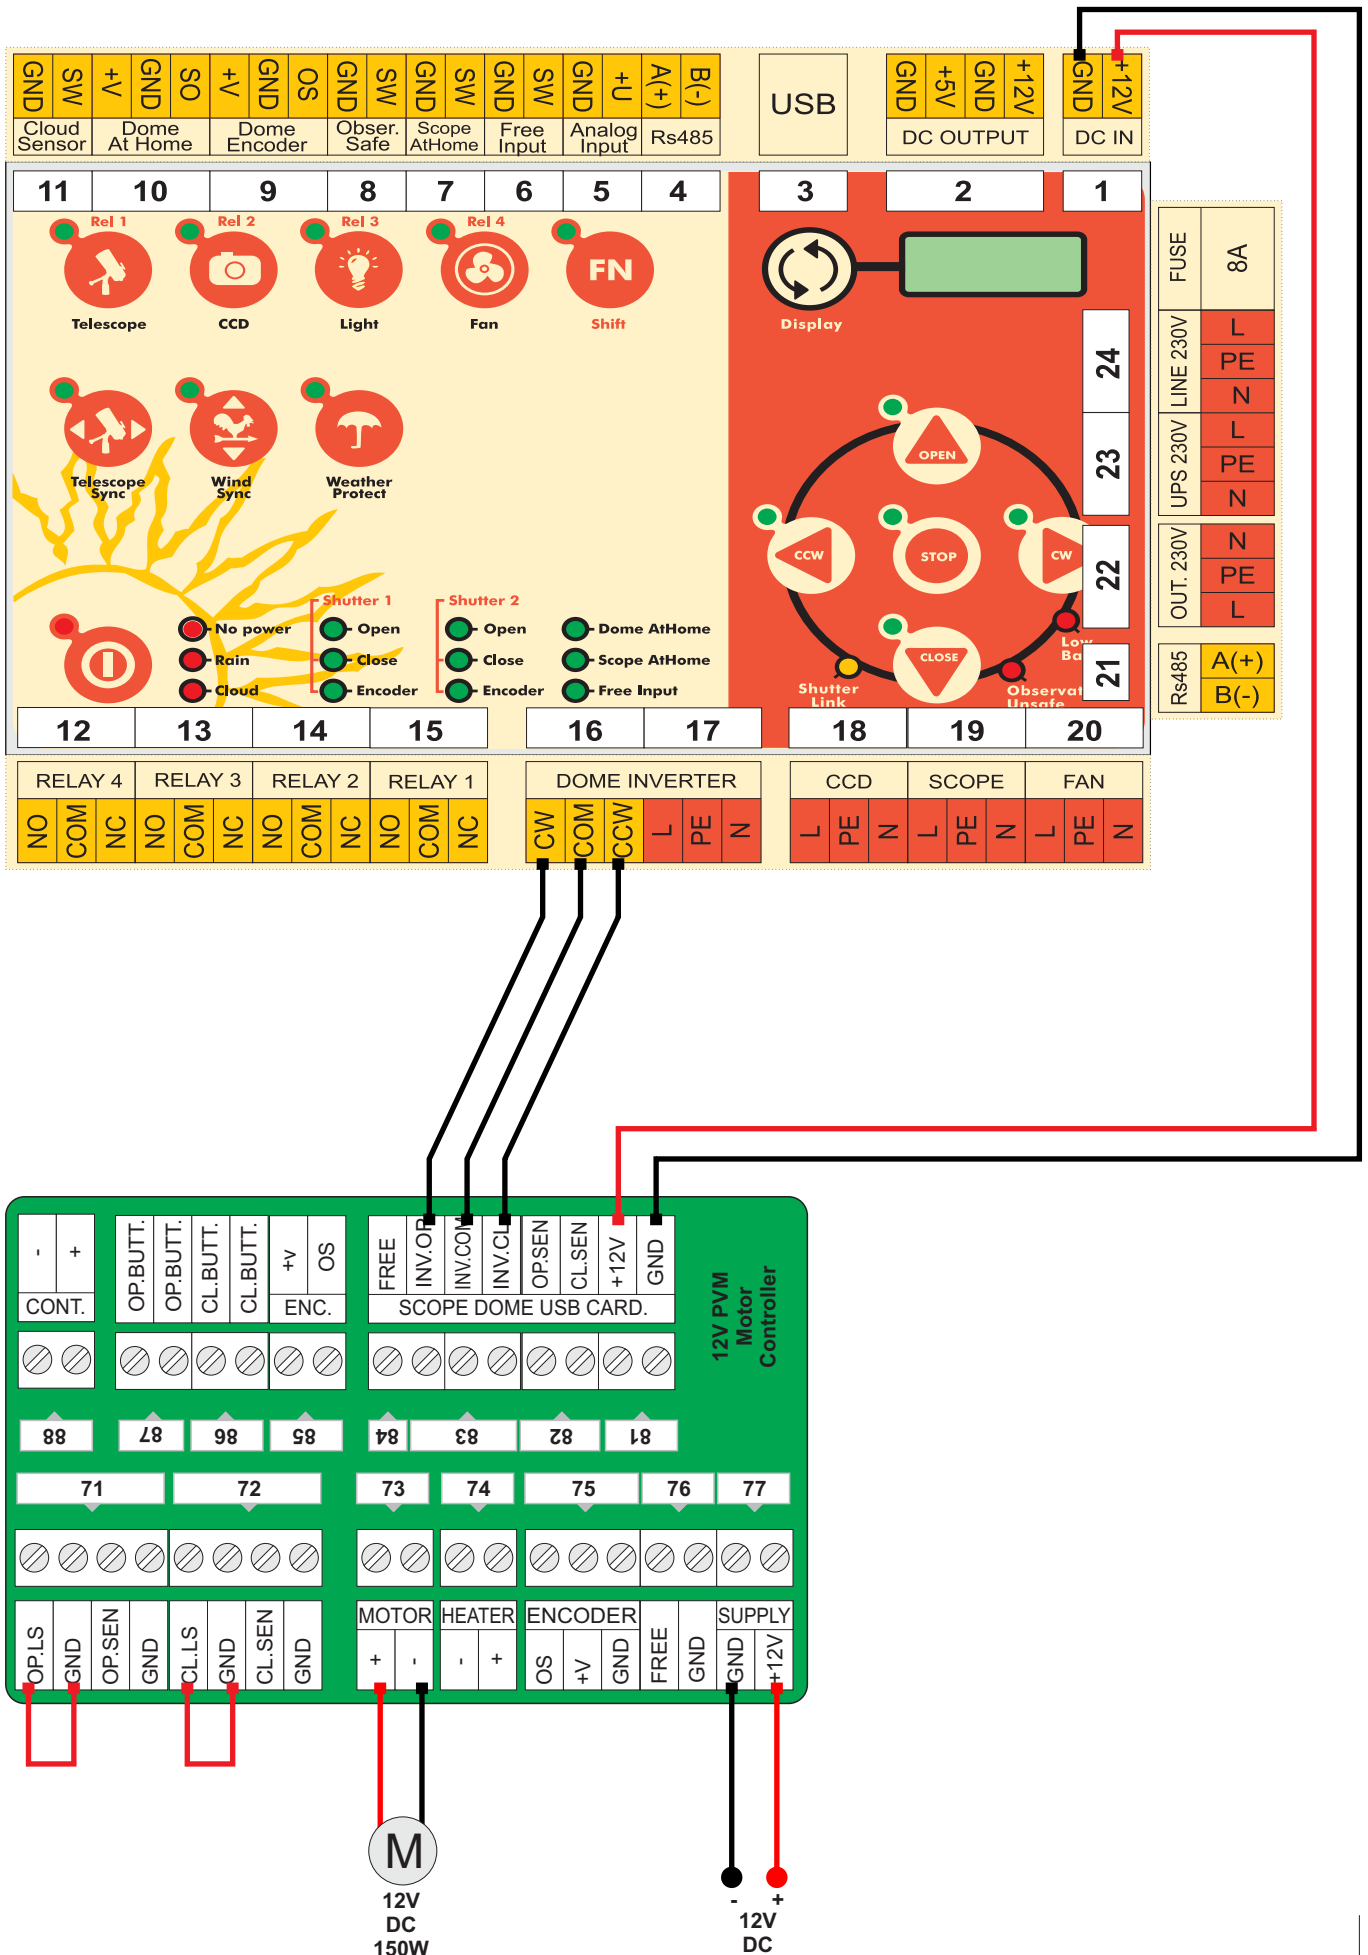 GND SW +V GND SO +V GND OS GND SW GND SW GND SW GND +U A(+) B(-)
Cloud Sensor
Dome At Home
Dome Encoder
Obser. Safe
Scope AtHome
Free Input
Analog Input
Rs485
USB
GND +5V GND +12V
DC OUTPUT
GND +12V
DC IN
11 10 9 8 7 6 5 4 3 2 1
Rel 1 Rel 2 Rel 3 Rel 4
FN
Telescope CCD Light Fan Shift
Display
Telescope Sync
Wind Sync
Weather Protect
OPEN
CCW STOP CW
CLOSE
Shutter 1
Shutter 2
No power Open Open Dome AtHome
Rain Close Close Scope AtHome
Cloud Encoder Encoder Free Input
Shutter Link
Low Ba
Observat Unsafe
24
23
22
21
FUSE 8A
LINE 230V L PE N
UPS 230V L PE N
OUT. 230V N PE L
Rs485 A(+) B(-)
12 13 14 15 16 17 18 19 20
RELAY 4 RELAY 3 RELAY 2 RELAY 1 DOME INVERTER CCD SCOPE FAN
NO COM NC NO COM NC NO COM NC NO COM NC CW COM CCW L PE N L PE N L PE N L PE N
- + OP.BUTT. OP.BUTT. CL.BUTT. CL.BUTT. +v OS FREE INV.OP INV.COM INV.CL OP.SEN CL.SEN +12V GND
CONT. ENC. SCOPE DOME USB CARD.
12V PVM
Motor
Controller
88 87 86 85 84 83 82 81
71 72 73 74 75 76 77
MOTOR HEATER ENCODER SUPPLY
OP.LS GND OP.SEN GND CL.LS GND CL.SEN GND + - - + OS +V GND FREE GND GND +12V
M
12V
DC
150W
- +
12V
DC